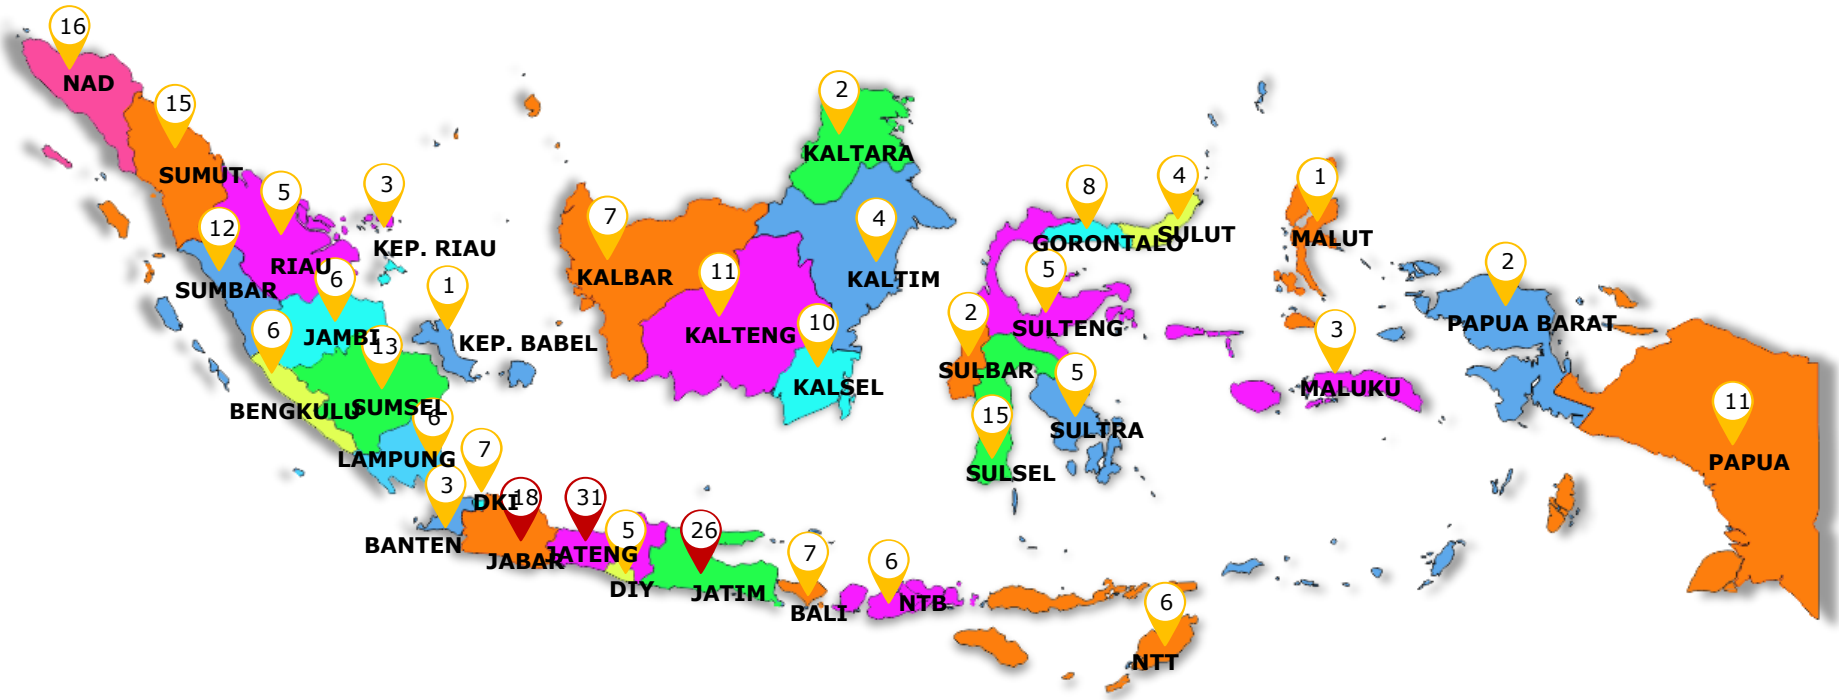 16
NAD
15
SUMUT
5
3
KEP. RIAU
12
RIAU
SUMBAR
6
1
KEP. BABEL
JAMBI
6
13
BENGKULU
SUMSEL
6
LAMPUNG
7
3
DKI
18
BANTEN
JABAR
31
JATENG
5
DIY
26
JATIM
7
BALI
6
NTB
6
NTT
2
KALTARA
7
KALBAR
4
KALTIM
11
KALTENG
10
KALSEL
8
GORONTALO
4
SULUT
5
SULTENG
2
SULBAR
5
SULTRA
15
SULSEL
1
MALUT
3
MALUKU
2
PAPUA BARAT
11
PAPUA